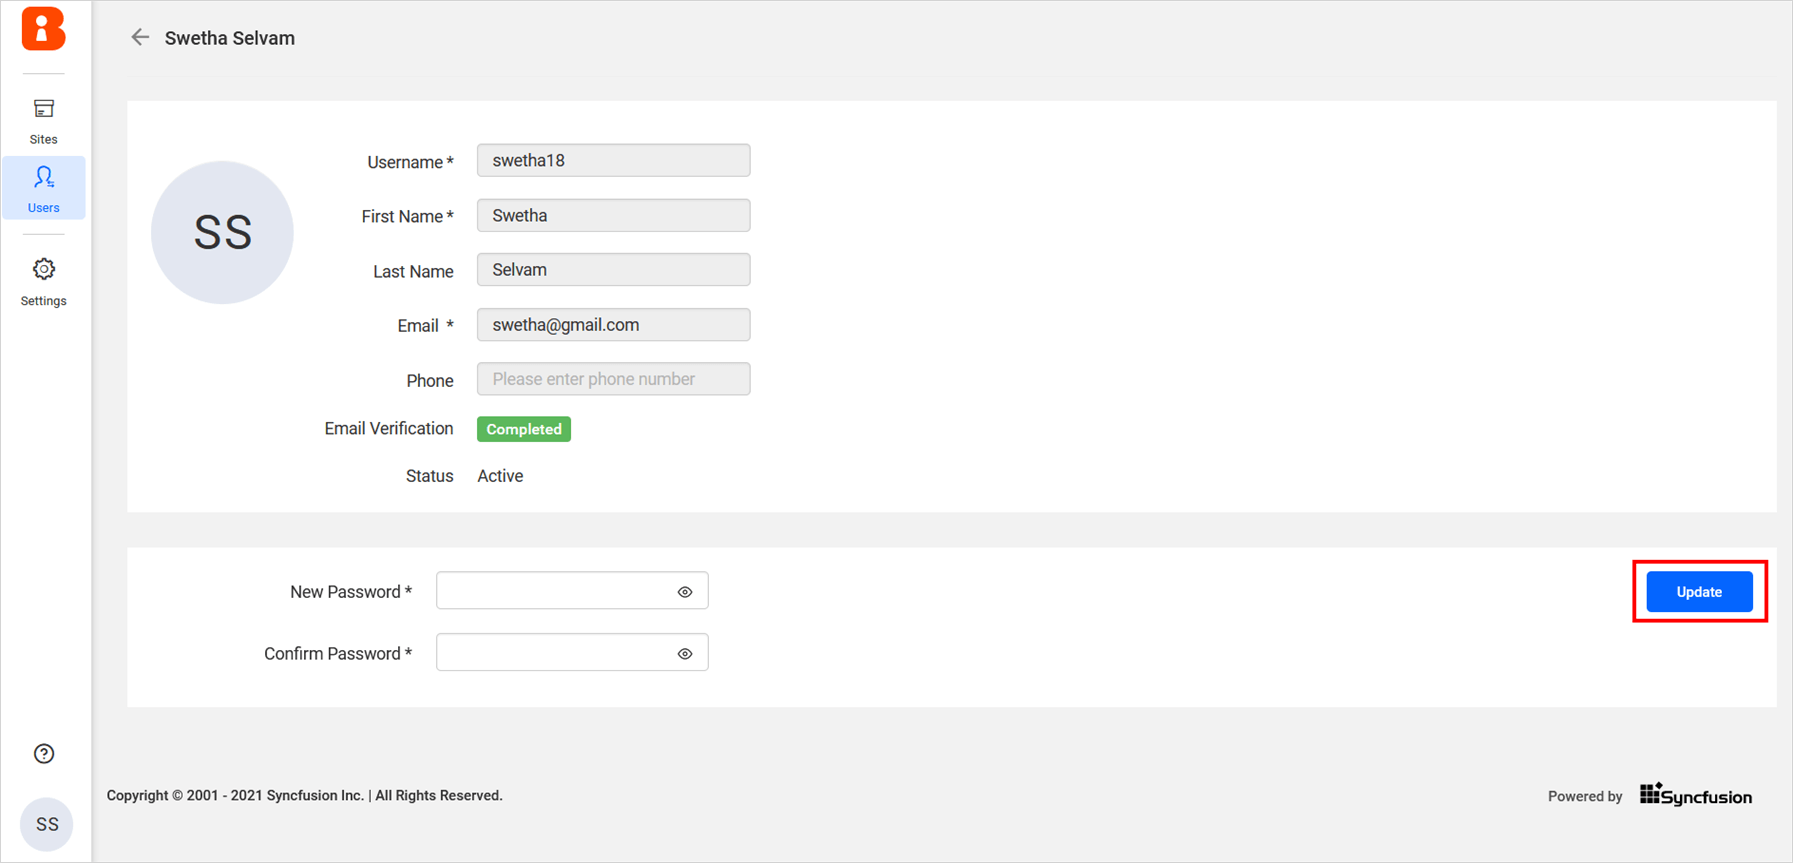 Swetha Selvam
Sites
Users
Settings
SS
Username *
swetha18
First Name *
Swetha
Last Name
Selvam
Email *
swetha@gmail.com
Phone
Please enter phone number
Email Verification
Completed
Status
Active
New Password *
Update
Confirm Password *
Copyright © 2001 - 2021 Syncfusion Inc. | All Rights Reserved.
Powered by
Syncfusion
SS